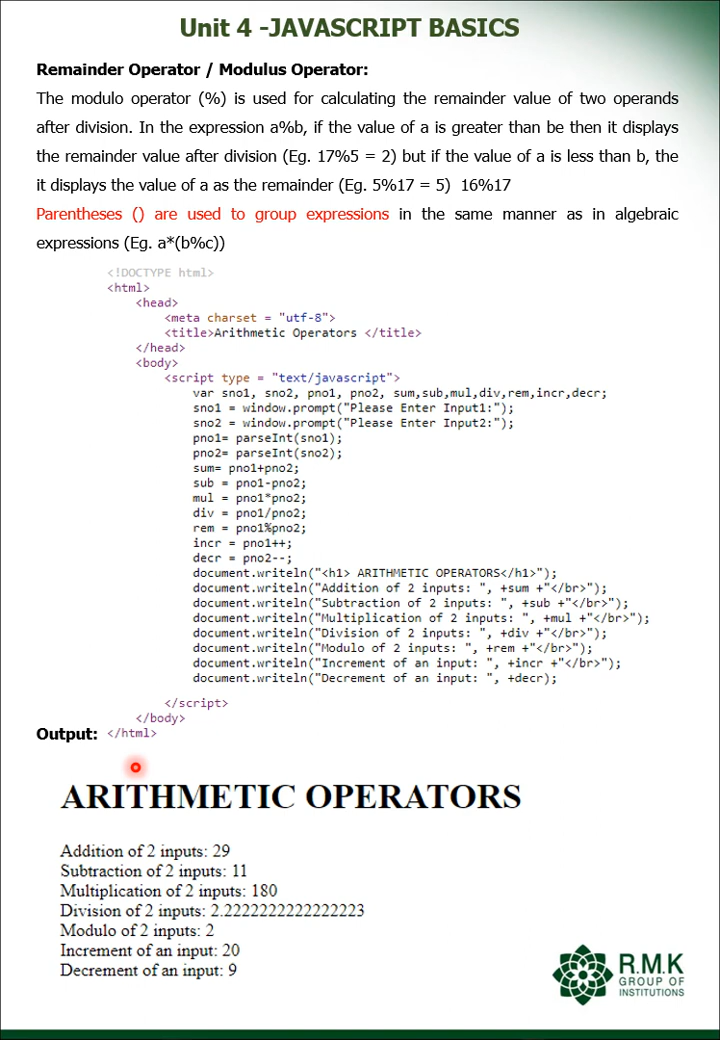 Unit 4 -JAVASCRIPT BASICS
Remainder Operator / Modulus Operator:
The modulo operator (%) is used for calculating the remainder value of two operands
after division. In the expression a%b, if the value of a is greater than be then it displays
the remainder value after division (Eg. 17%5 = 2) but if the value of a is less than b, the
it displays the value of a as the remainder (Eg. 5%17 = 5)  16%17
Parentheses () are used to group expressions in the same manner as in algebraic
expressions (Eg. a*(b%c))
<!DOCTYPE html>
<html>
<head>
<meta charset = "utf-8">
<title>Arithmetic Operators </title>
</head>
<body>
<script type = "text/javascript">
var sno1, sno2, pno1, pno2, sum,sub,mul,div,rem,incr,decr;
sno1 = window.prompt("Please Enter Input1:");
sno2 = window.prompt("Please Enter Input2:");
pno1= parseInt(sno1);
pno2= parseInt(sno2);
sum= pno1+pno2;
sub = pno1-pno2;
mul = pno1*pno2;
div = pno1/pno2;
rem = pno1%pno2;
incr = pno1++;
decr = pno2--;
document.writeln("<h1> ARITHMETIC OPERATORS</h1>");
document.writeln("Addition of 2 inputs: ", +sum +"</br>");
document.writeln("Subtraction of 2 inputs: ", +sub +"</br>");
document.writeln("Multiplication of 2 inputs: ", +mul +"</br>");
document.writeln("Division of 2 inputs: ", +div +"</br>");
document.writeln("Modulo of 2 inputs: ", +rem +"</br>");
document.writeln("Increment of an input: ", +incr +"</br>");
document.writeln("Decrement of an input: ", +decr);
</script>
</body>
Output: </html>
ARITHMETIC OPERATORS
Addition of 2 inputs: 29
Subtraction of 2 inputs: 11
Multiplication of 2 inputs: 180
Division of 2 inputs: 2.2222222222222223
Modulo of 2 inputs: 2
Increment of an input: 20
Decrement of an input: 9
R.M.K
GROUP OF
INSTITUTIONS